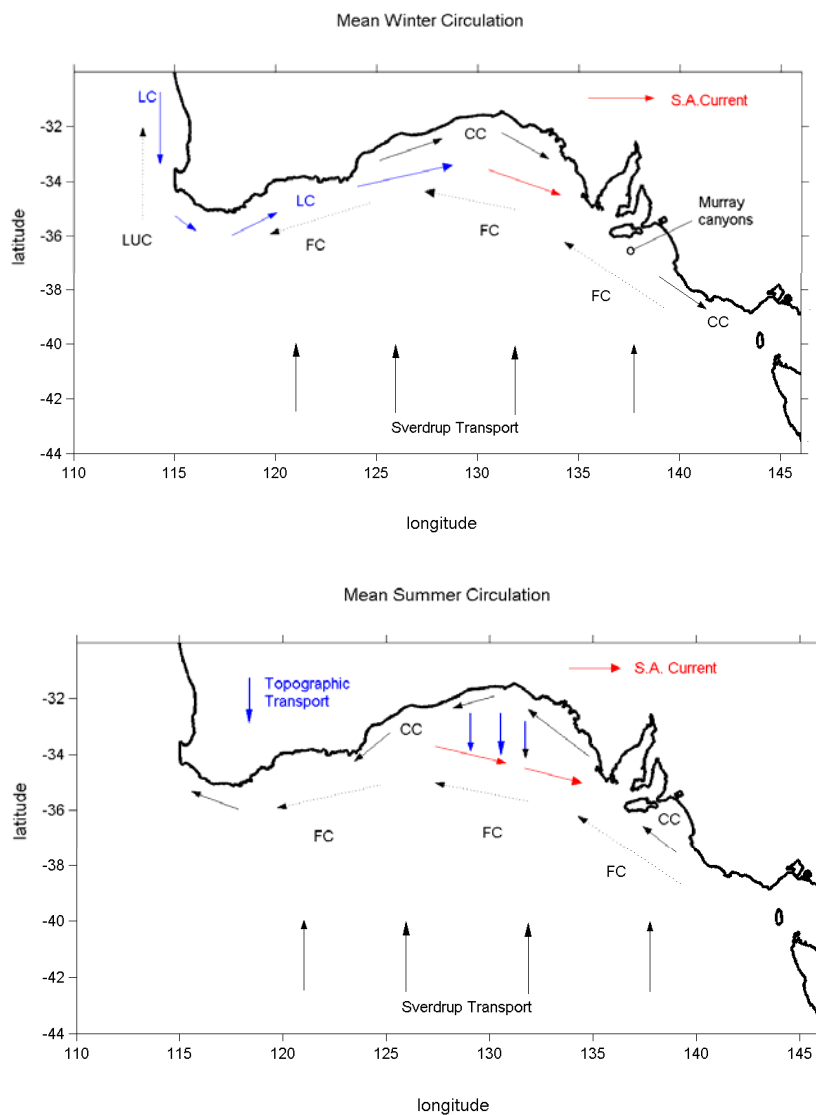 Mean Winter Circulation
LC
S.A.Current
-32
CC
-34
LC
Murray
canyons
latitude
-36
LUC
FC
FC
-38
FC
CC
-40
-42
Sverdrup Transport
-44
110
115
120
125
130
135
140
145
longitude
Mean Summer Circulation
Topographic
Transport
S.A. Current
-32
CC
-34
latitude
-36
CC
FC
FC
-38
FC
-40
-42
Sverdrup Transport
-44
110
115
120
125
130
135
140
145
longitude